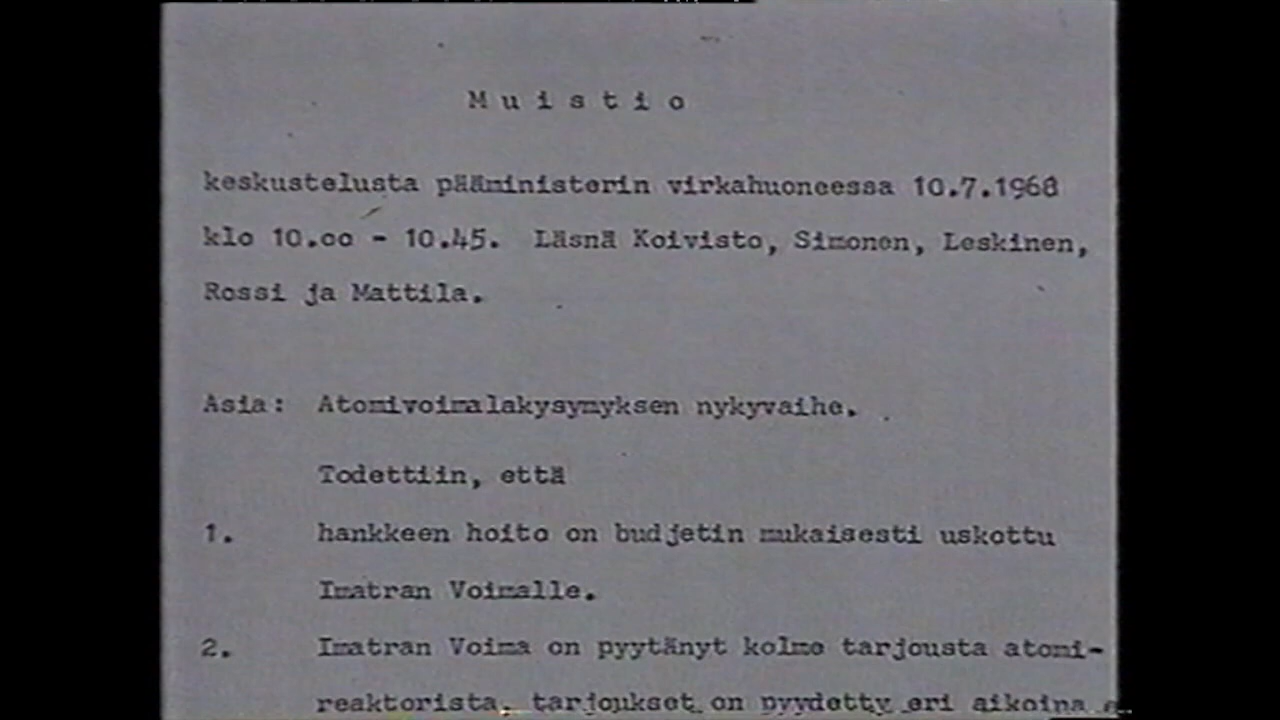 Muistio
keskustelusta pääministerin virkahuoneessa 10.7.1968
klo 10.oo - 10.45. Läsnä Koivisto, Simonen, Leskinen,
Rossi ja Mattila.
Asia: Atomivoimalakysymyksen nykyvaihe.
Todettiin, että
1. hankkeen hoito on budjetin mukaisesti uskottu
Imatran Voimalle.
2. Imatran Voima on pyytänyt kolme tarjousta atomi-
reaktorista, tarjoukset on pyydetty eri aikoina